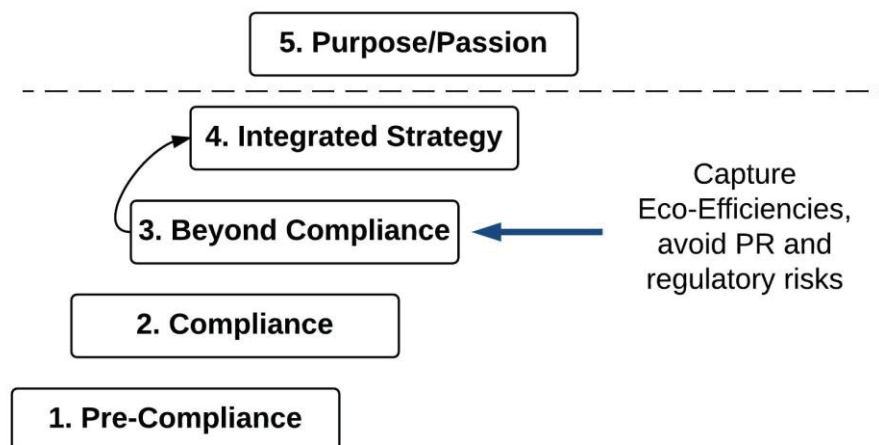 5. Purpose/Passion
4. Integrated Strategy
Capture
Eco-Efficiencies,
avoid PR and
regulatory risks
3. Beyond Compliance
2. Compliance
1. Pre-Compliance